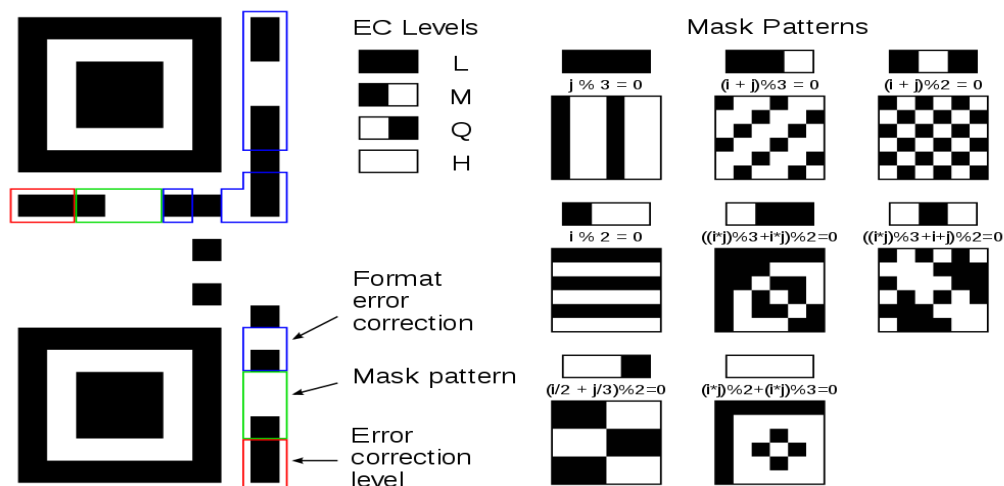 EC Levels
L
M
Q
H
Mask Patterns
j % 3 = 0
(i + j)%3 = 0
(i + j)%2 = 0
i % 2 = 0
((i*j)%3+i*j)%2=0
((i*j)%3+i+j)%2=0
(i/2 + j/3)%2=0
(i*j)%2+(i*j)%3=0
Format
error
correction
Mask pattern
Error
correction
level